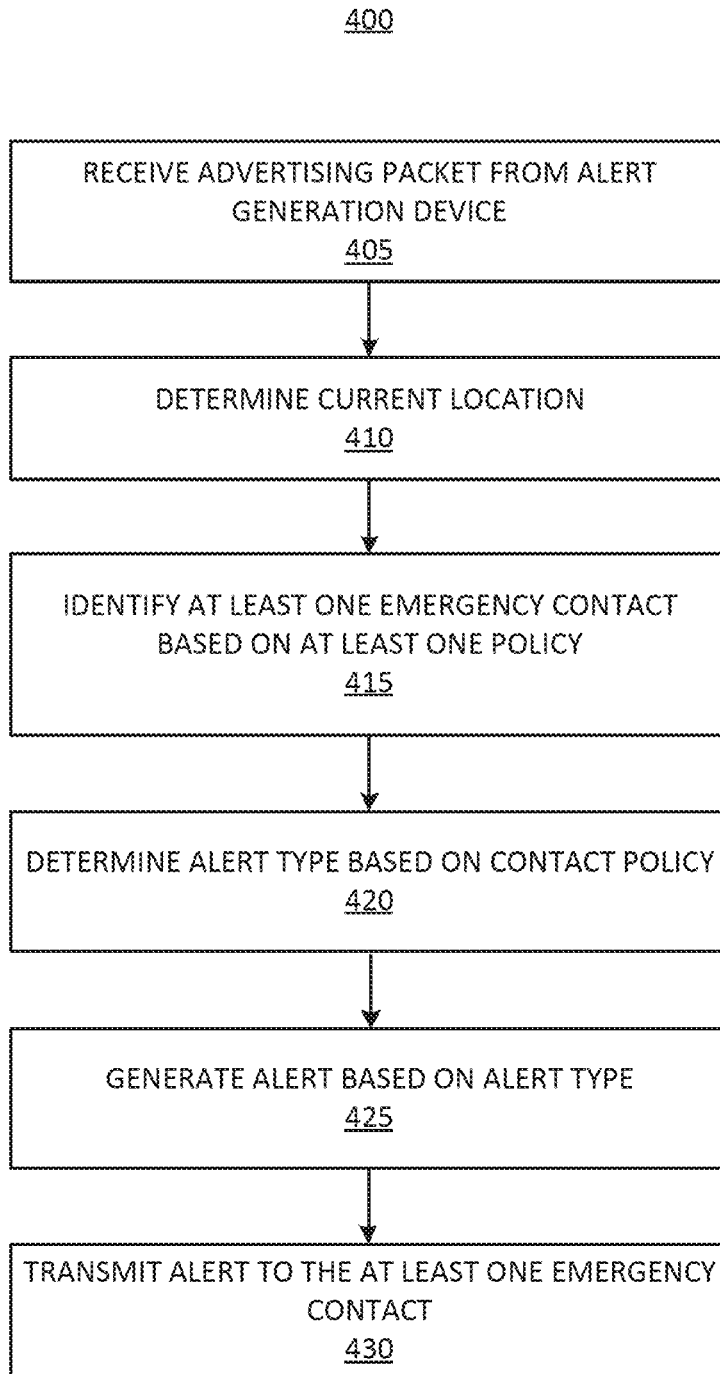 400
RECEIVE ADVERTISING PACKET FROM ALERT
GENERATION DEVICE
405
DETERMINE CURRENT LOCATION
410
IDENTIFY AT LEAST ONE EMERGENCY CONTACT
BASED ON AT LEAST ONE POLICY
415
DETERMINE ALERT TYPE BASED ON CONTACT POLICY
420
GENERATE ALERT BASED ON ALERT TYPE
425
TRANSMIT ALERT TO THE AT LEAST ONE EMERGENCY
CONTACT
430